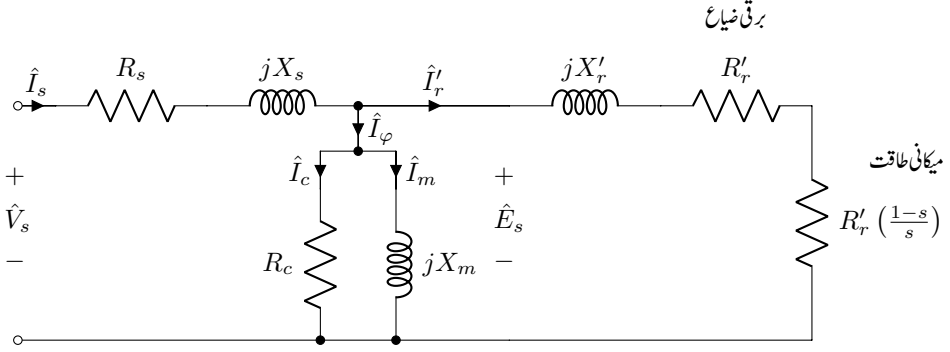 برقی ضیاع
R_s
jX_s
jX'_r
R'_r
Î_s
Î'_r
Î_φ
میکانی طاقت
Î_c
Î_m
+
+
V̂_s
Ê_s
R'_r (\frac{1-s}{s})
−
R_c
jX_m
−